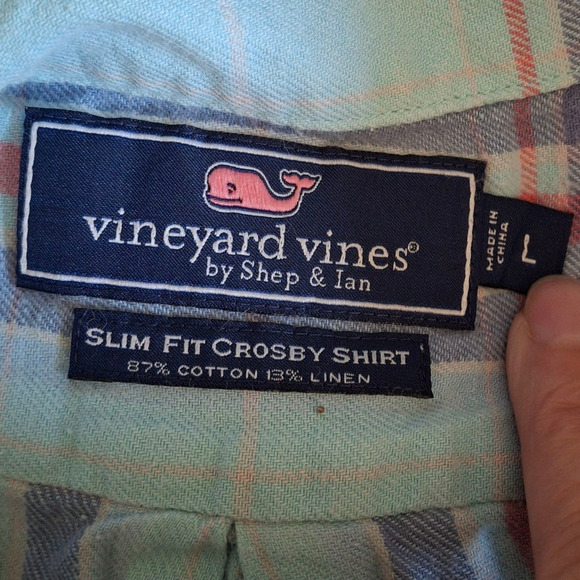 vineyard vines®
by Shep & Ian
MADE IN
CHINA
L
SLIM FIT CROSBY SHIRT
87% COTTON 13% LINEN